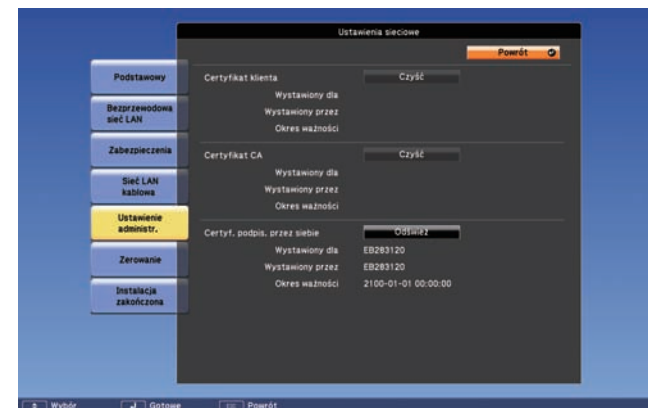 Ustawienia sieciowe
Powrót
Podstawowy
Bezprzewodowa
sieć LAN
Zabezpieczenia
Sieć LAN
kablowa
Ustawienie
administr.
Zerowanie
Instalacja
zakończona
Certyfikat klienta Czyść
Wystawiony dla
Wystawiony przez
Okres ważności
Certyfikat CA Czyść
Wystawiony dla
Wystawiony przez
Okres ważności
Certyf. podpis. przez siebie Odśwież
Wystawiony dla EB283120
Wystawiony przez EB283120
Okres ważności 2100-01-01 00:00:00
Wybór Gotowe Powrót